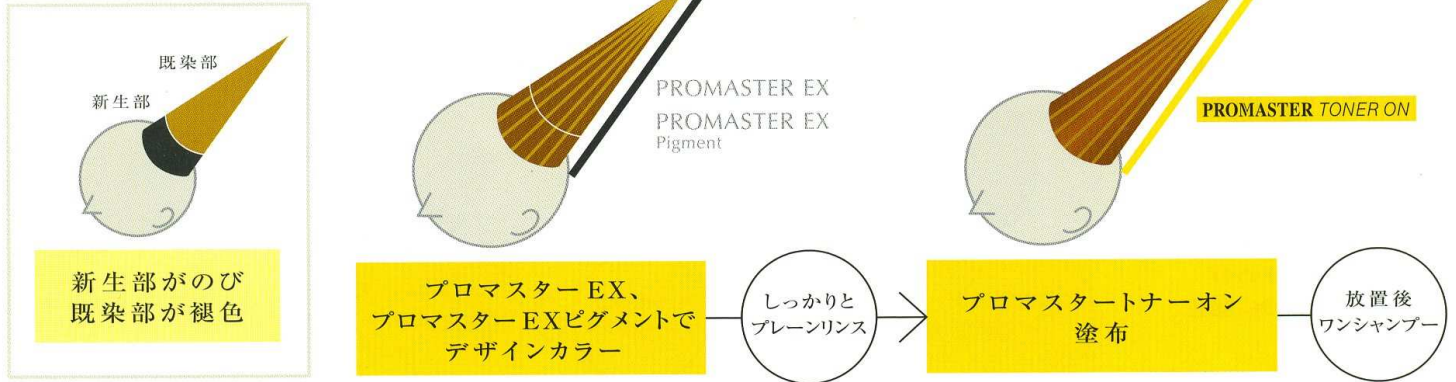 既染部
新生部
新生部がのび
既染部が褪色
PROMASTER EX
PROMASTER EX
Pigment
プロマスターEX、
プロマスターEXピグメントで
デザインカラー
しっかりと
プレーンリンス
PROMASTER TONER ON
プロマスタートナーオン
塗布
放置後
ワンシャンプー